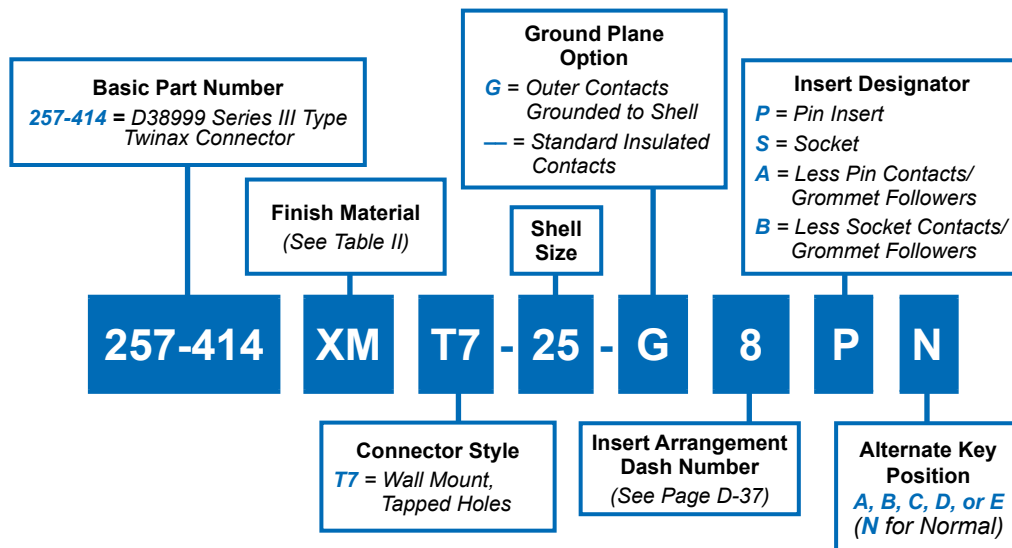 Basic Part Number
257-414 = D38999 Series III Type
Twinax Connector
Finish Material
(See Table II)
Shell
Size
Ground Plane
Option
G = Outer Contacts
Grounded to Shell
— = Standard Insulated
Contacts
Insert Designator
P = Pin Insert
S = Socket
A = Less Pin Contacts/
Grommet Followers
B = Less Socket Contacts/
Grommet Followers
257-414 XM T7 - 25 - G 8 P N
Connector Style
T7 = Wall Mount,
Tapped Holes
Insert Arrangement
Dash Number
(See Page D-37)
Alternate Key
Position
A, B, C, D, or E
(N for Normal)